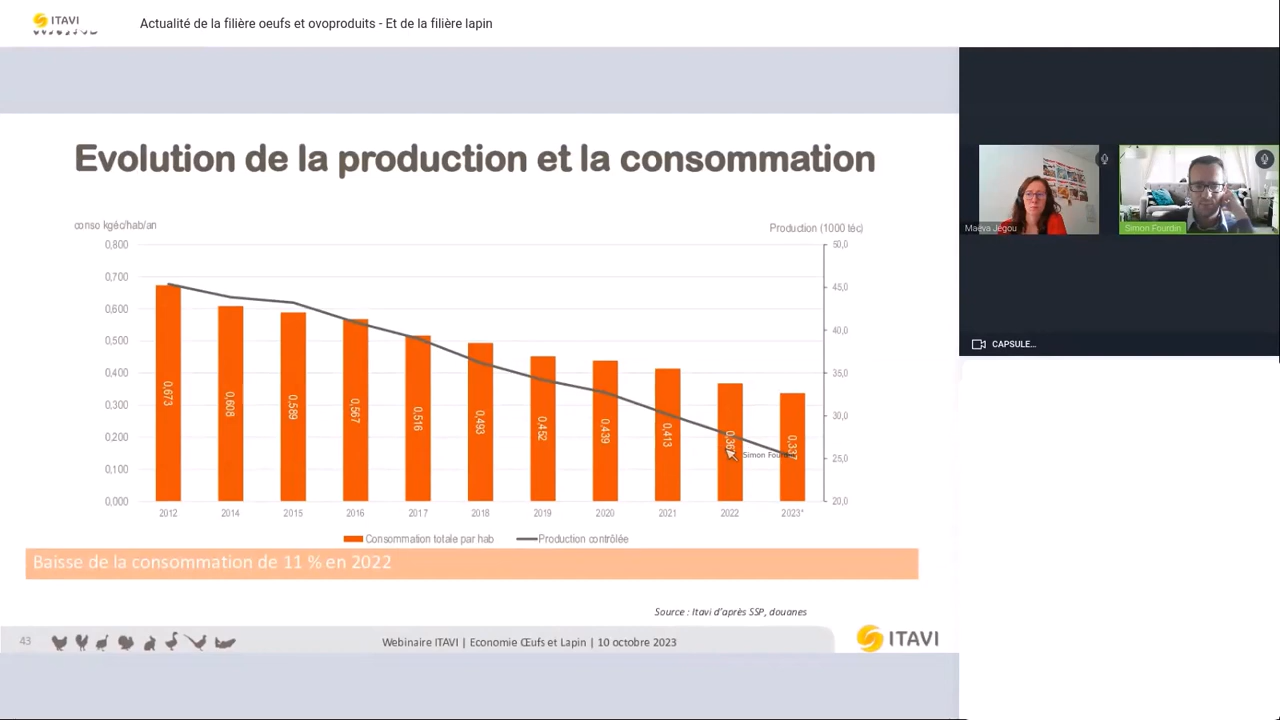 ITAVI
Actualité de la filière oeufs et ovoproduits - Et de la filière lapin
Evolution de la production et la consommation
conso kgéc/hab/an
Production (1000 téc)
0,800
0,700
0,600
0,500
0,400
0,300
0,200
0,100
0,000
50,0
45,0
40,0
35,0
30,0
25,0
20,0
0,673
0,608
0,589
0,567
0,516
0,493
0,452
0,439
0,413
Simon
2012 2014 2015 2016 2017 2018 2019 2020 2021 2022 2023*
Consommation totale par hab Production contrôlée
Baisse de la consommation de 11 % en 2022
Source : Itavi d'après SSP, douanes
43
Webinaire ITAVI | Economie Œufs et Lapin | 10 octobre 2023
ITAVI
Maëva Jégou
Simon Fourdin
CAPSULE...